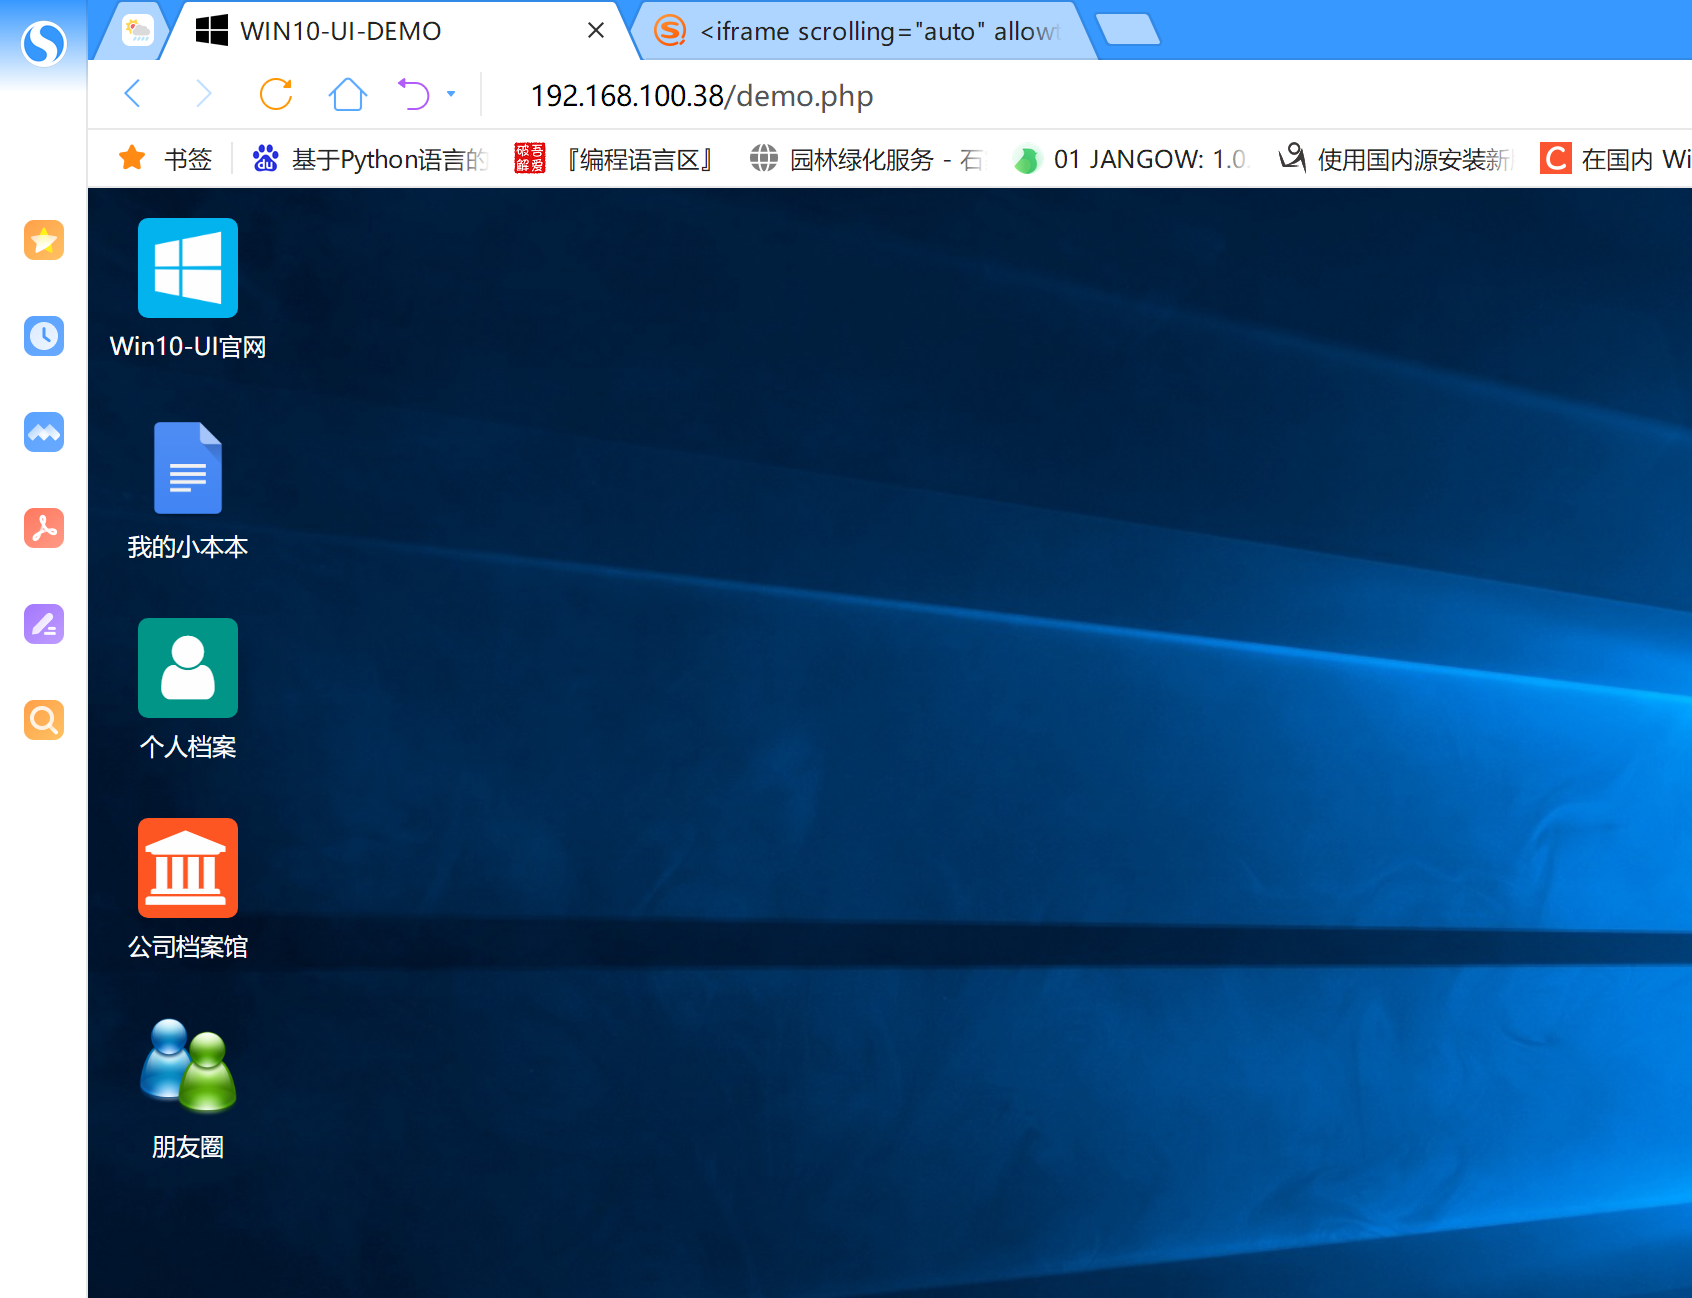 WIN10-UI-DEMO
<iframe scrolling="auto" allowt
192.168.100.38/demo.php
书签
基于Python语言的
破吾解爱
『编程语言区』
园林绿化服务 - 石
01 JANGOW: 1.0.
使用国内源安装新
在国内 Wi
Win10-UI官网
我的小本本
个人档案
公司档案馆
朋友圈